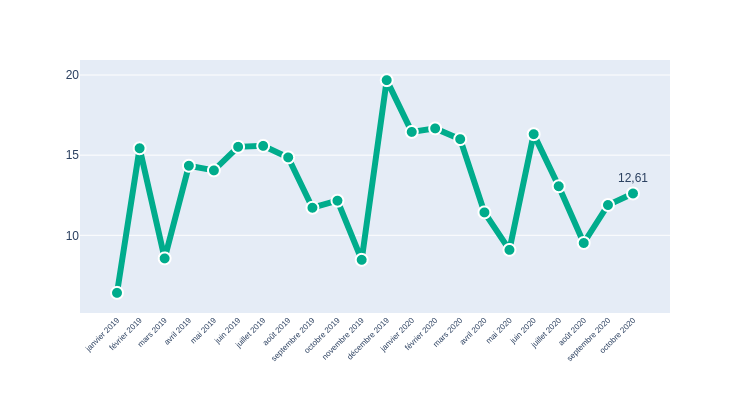 20
15
10
12,61
janvier 2019
février 2019
mars 2019
avril 2019
mai 2019
juin 2019
juillet 2019
août 2019
septembre 2019
octobre 2019
novembre 2019
décembre 2019
janvier 2020
février 2020
mars 2020
avril 2020
mai 2020
juin 2020
juillet 2020
août 2020
septembre 2020
octobre 2020